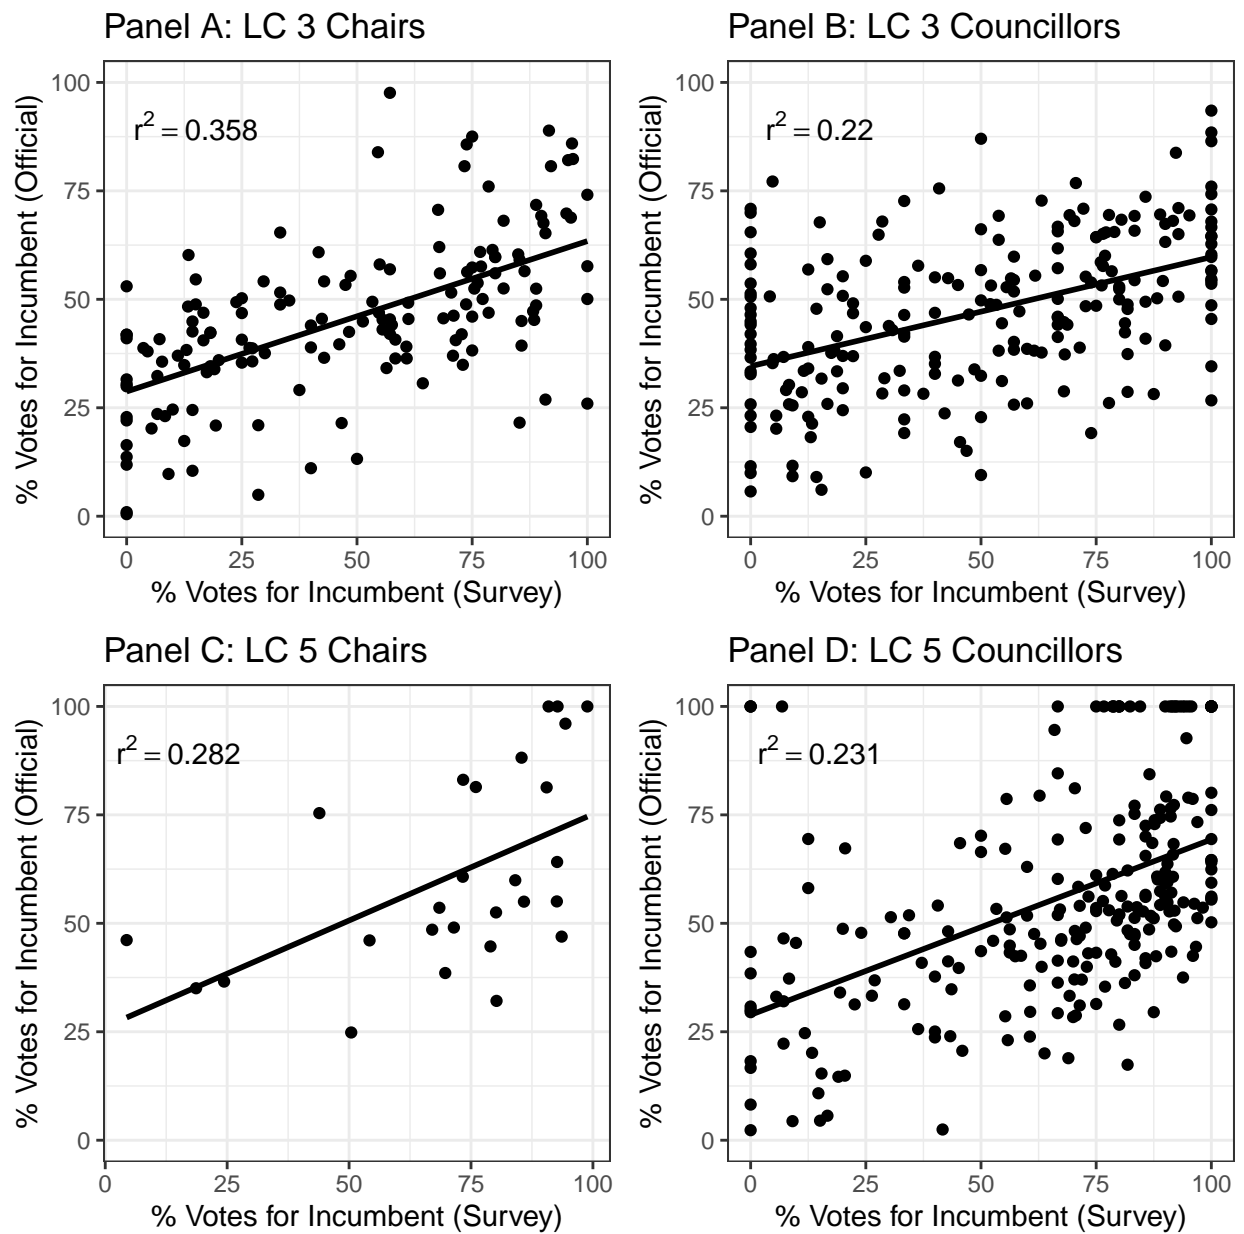 Panel A: LC 3 Chairs
% Votes for Incumbent (Official)
100
75
50
25
0
r² = 0.358
0 25 50 75 100
% Votes for Incumbent (Survey)
Panel B: LC 3 Councillors
% Votes for Incumbent (Official)
100
75
50
25
0
r² = 0.22
0 25 50 75 100
% Votes for Incumbent (Survey)
Panel C: LC 5 Chairs
% Votes for Incumbent (Official)
100
75
50
25
0
r² = 0.282
0 25 50 75 100
% Votes for Incumbent (Survey)
Panel D: LC 5 Councillors
% Votes for Incumbent (Official)
100
75
50
25
0
r² = 0.231
0 25 50 75 100
% Votes for Incumbent (Survey)